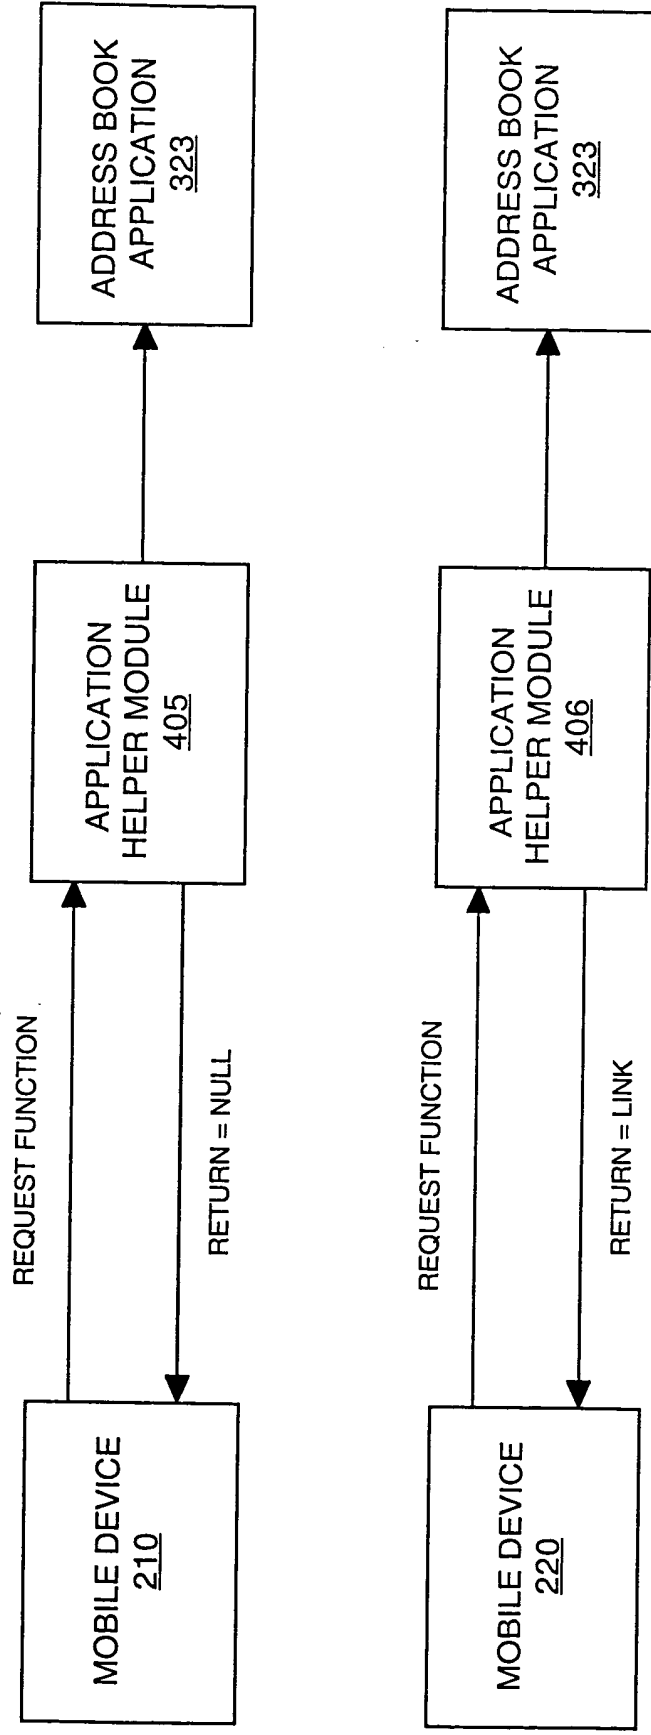 MOBILE DEVICE
210
REQUEST FUNCTION
RETURN = NULL
APPLICATION
HELPER MODULE
405
ADDRESS BOOK
APPLICATION
323
MOBILE DEVICE
220
REQUEST FUNCTION
RETURN = LINK
APPLICATION
HELPER MODULE
406
ADDRESS BOOK
APPLICATION
323